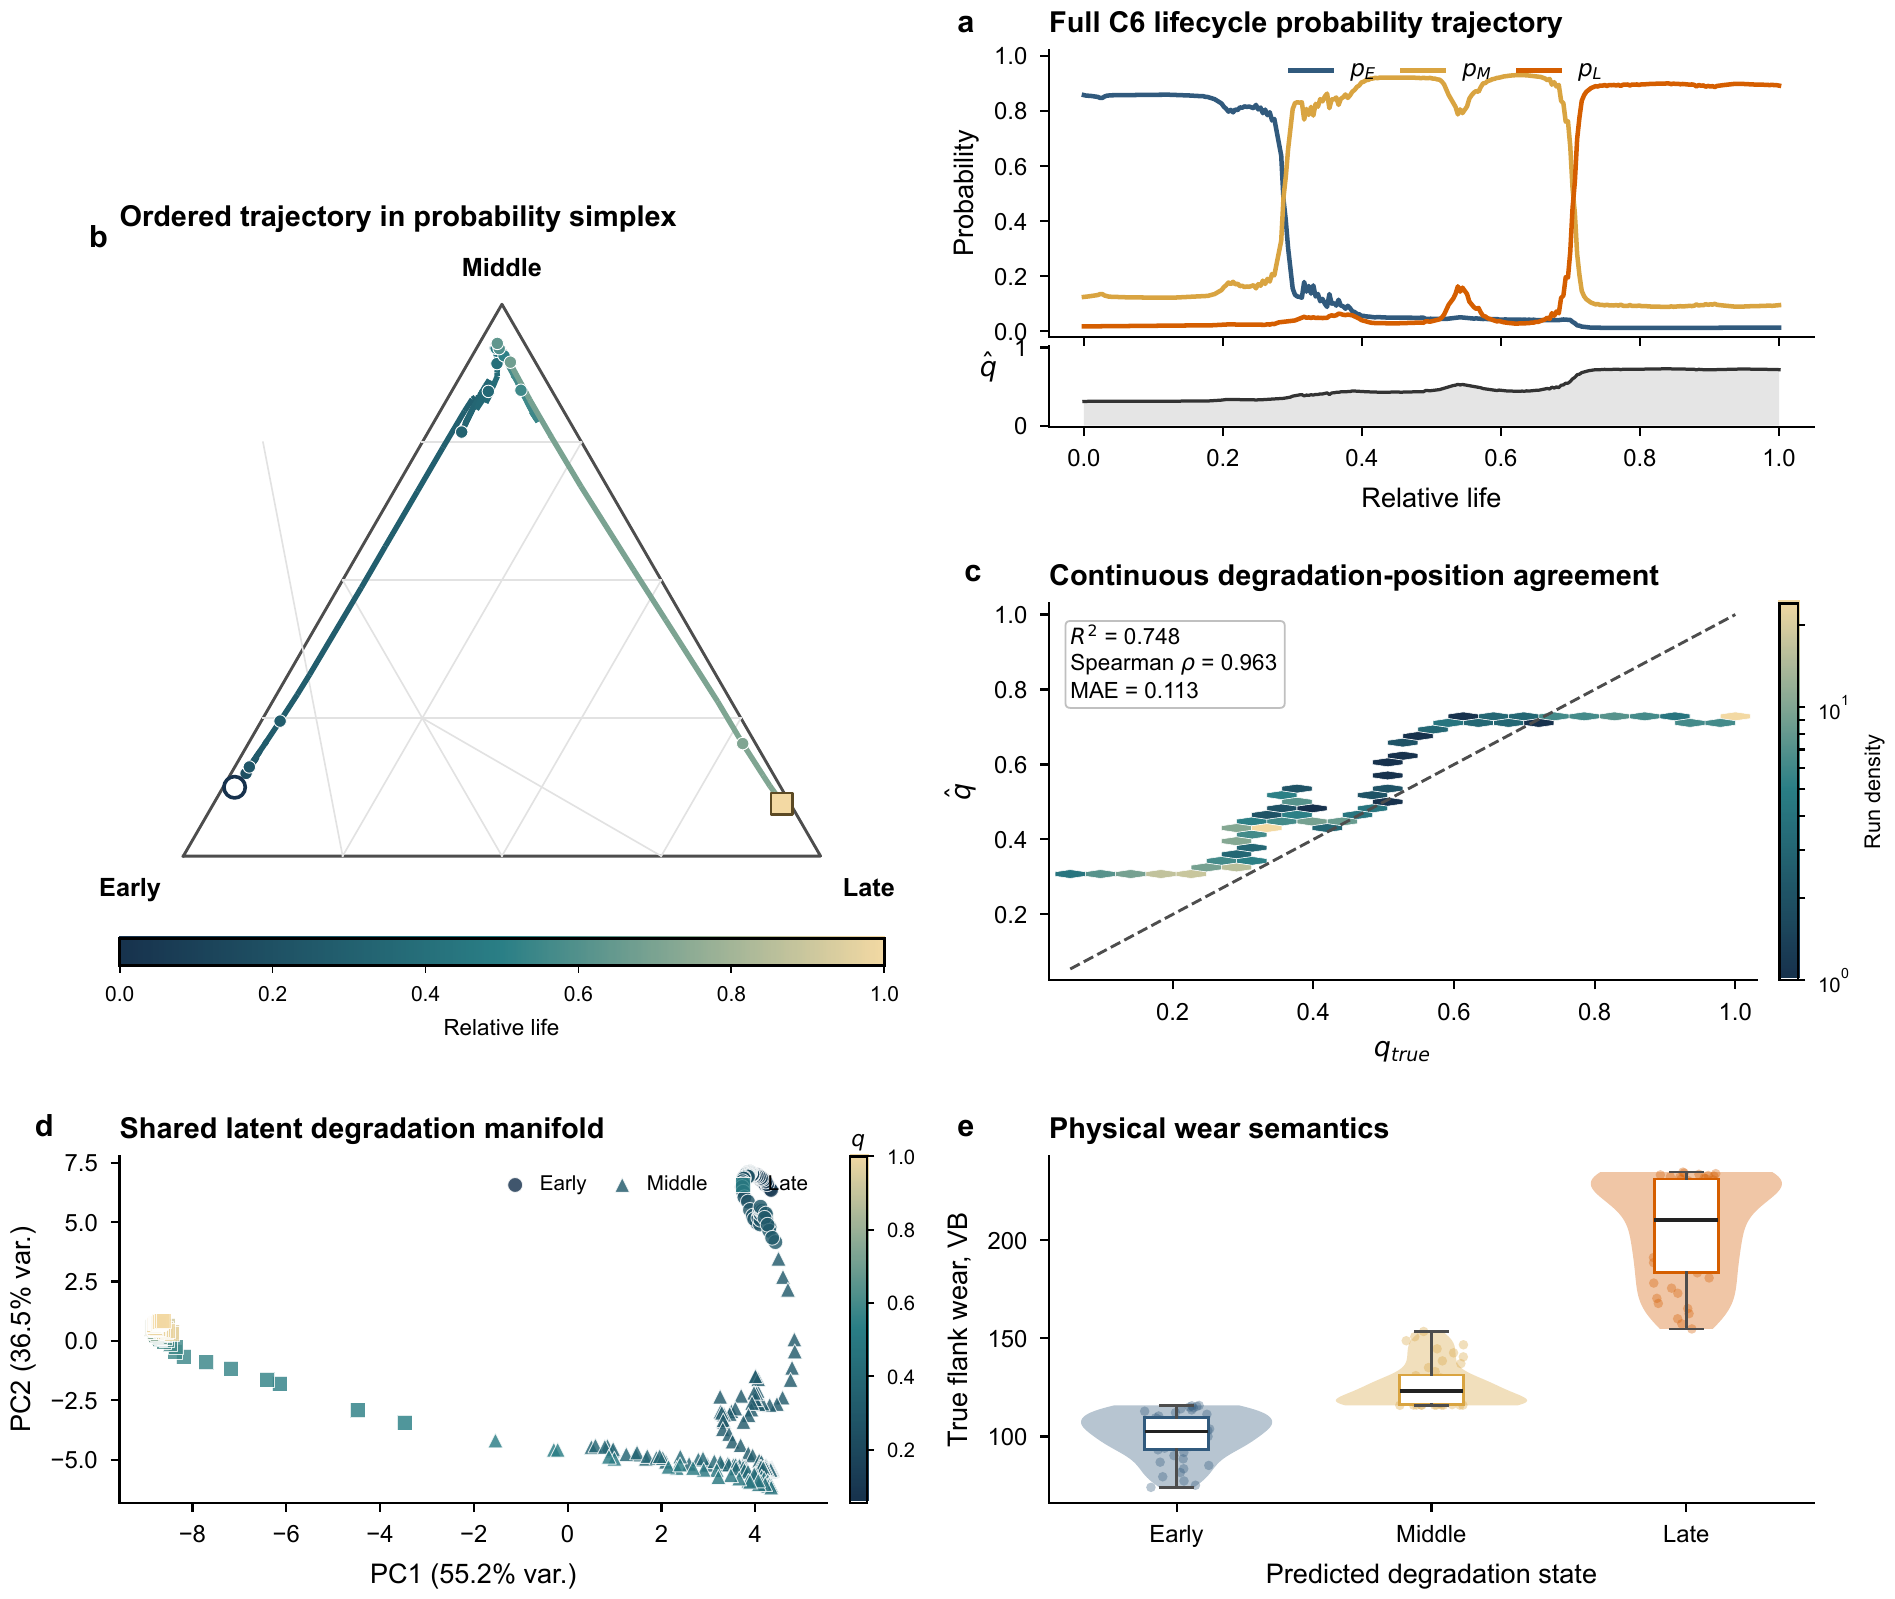 a
Full C6 lifecycle probability trajectory
1.0
0.8
0.6
0.4
0.2
0.0
Probability
p_E
p_M
p_L
1
0
q̂
0.0
0.2
0.4
0.6
0.8
1.0
Relative life
b
Ordered trajectory in probability simplex
Middle
Early
Late
0.0
0.2
0.4
0.6
0.8
1.0
Relative life
c
Continuous degradation-position agreement
1.0
0.8
0.6
0.4
0.2
q̂
R² = 0.748
Spearman ρ = 0.963
MAE = 0.113
0.2
0.4
0.6
0.8
1.0
q_true
10¹
10⁰
Run density
d
Shared latent degradation manifold
7.5
5.0
2.5
0.0
−2.5
−5.0
PC2 (36.5% var.)
Early
Middle
Late
−8
−6
−4
−2
0
2
4
PC1 (55.2% var.)
q
1.0
0.8
0.6
0.4
0.2
e
Physical wear semantics
200
150
100
True flank wear, VB
Early
Middle
Late
Predicted degradation state